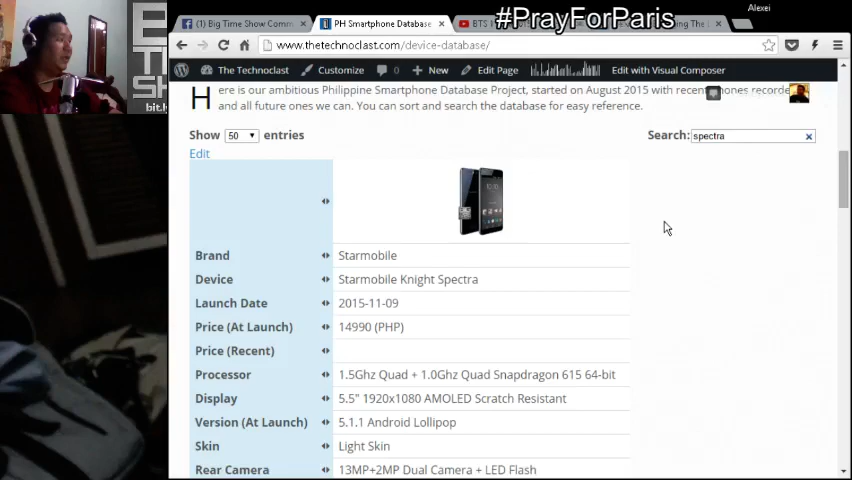 #PrayForParis
Alexei
(1) Big Time Show Comm
PH Smartphone Database
BTS
ing The L
www.thetechnoclast.com/device-database/
The Technoclast
Customize
0
New
Edit Page
Edit with Visual Composer
Here is our ambitious Philippine Smartphone Database Project, started on August 2015 with recent
and all future ones we can. You can sort and search the database for easy reference.
Show 50 entries
Search: spectra
Edit
Brand Starmobile
Device Starmobile Knight Spectra
Launch Date 2015-11-09
Price (At Launch) 14990 (PHP)
Price (Recent)
Processor 1.5Ghz Quad + 1.0Ghz Quad Snapdragon 615 64-bit
Display 5.5" 1920x1080 AMOLED Scratch Resistant
Version (At Launch) 5.1.1 Android Lollipop
Skin Light Skin
Rear Camera 13MP+2MP Dual Camera + LED Flash